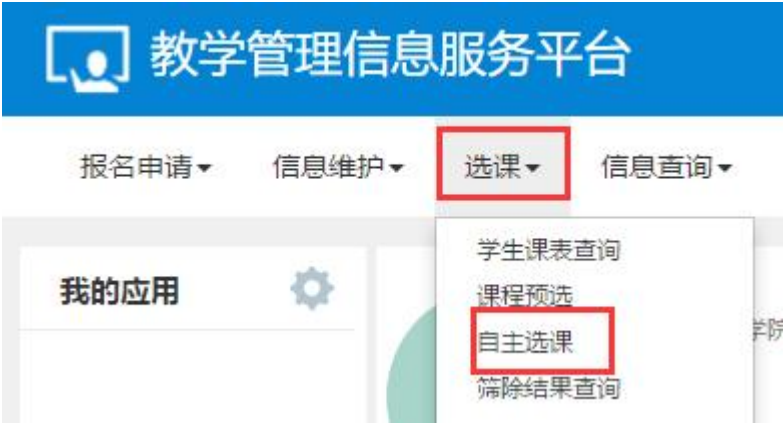 教学管理信息服务平台
报名申请 信息维护 选课 信息查询
我的应用
学生课表查询
课程预选
自主选课
筛除结果查询
学院